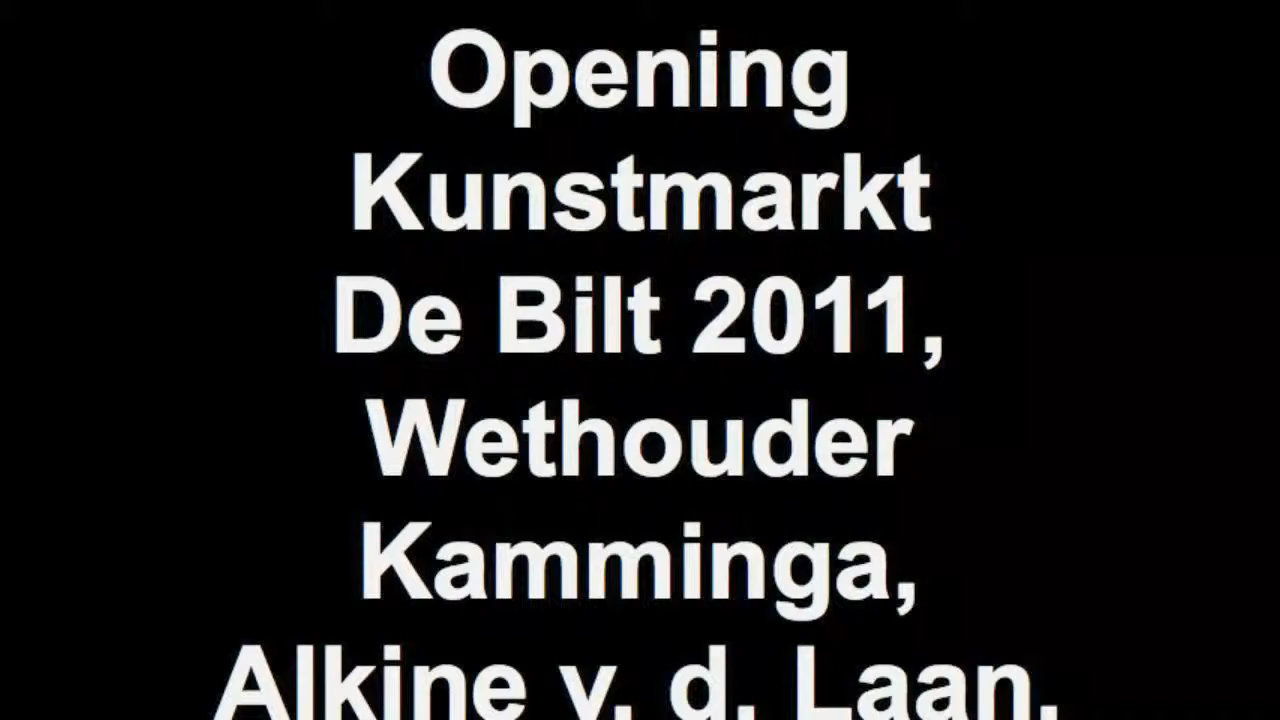 Opening
Kunstmarkt
De Bilt 2011,
Wethouder
Kamminga,
Alkine v. d. Laan,